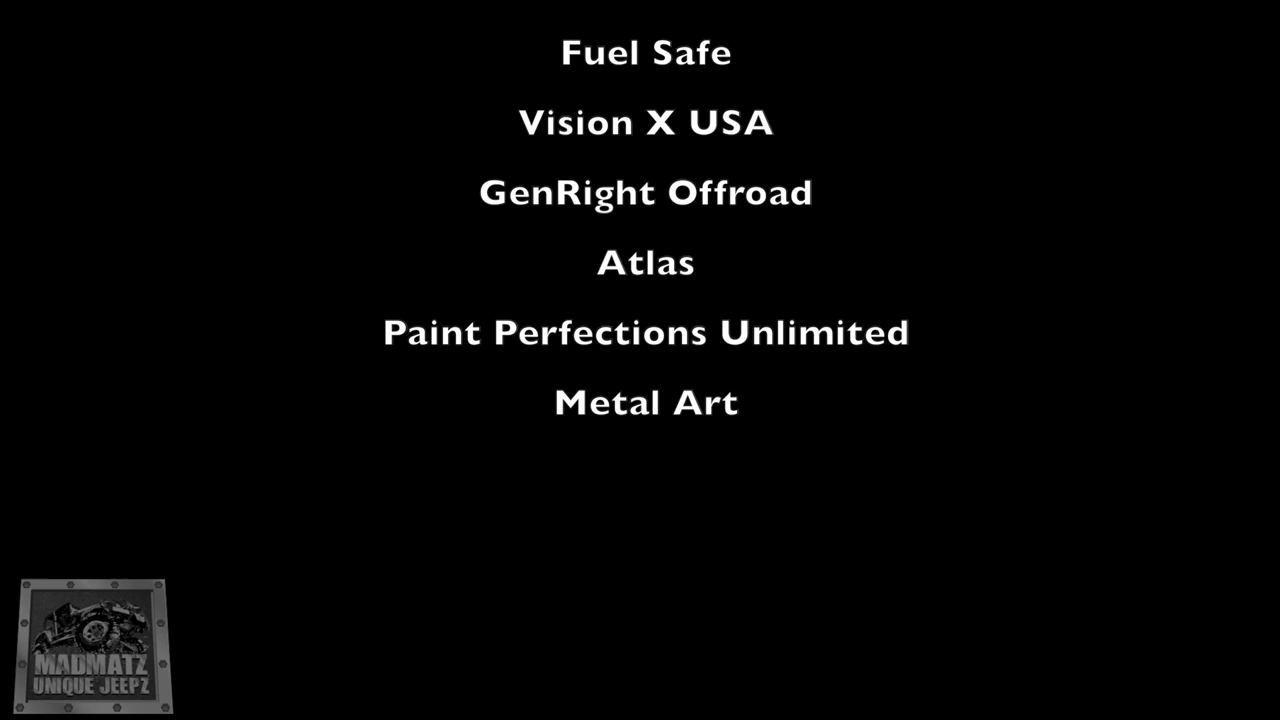 Fuel Safe
Vision X USA
GenRight Offroad
Atlas
Paint Perfections Unlimited
Metal Art
MADMATZ
UNIQUE JEEPZ